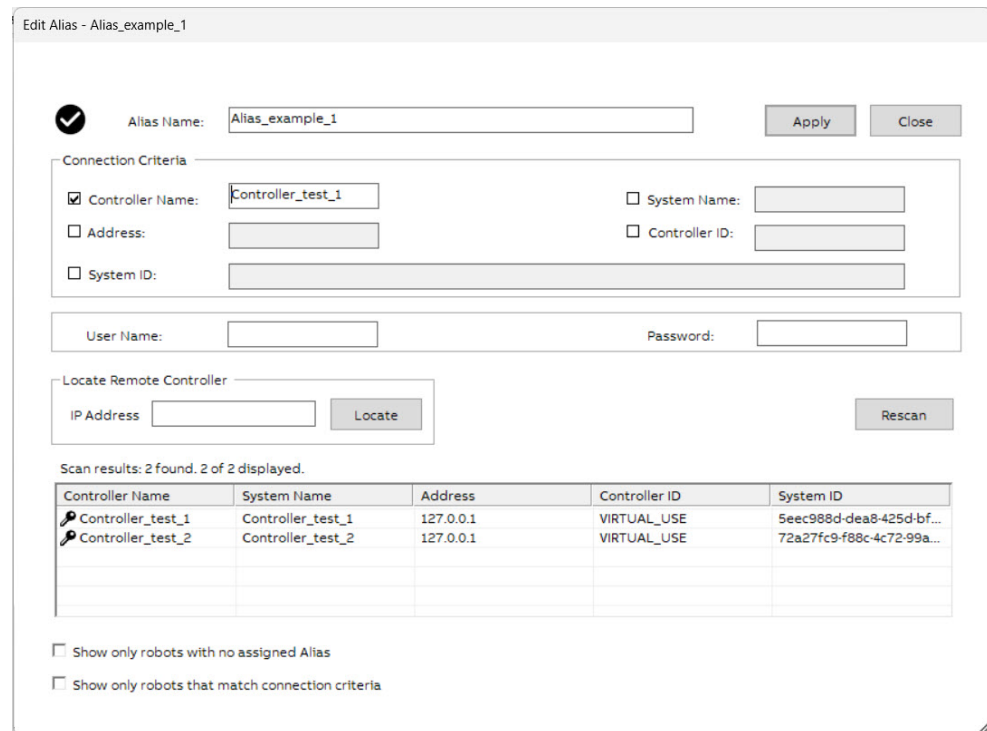 Edit Alias - Alias_example_1
Alias Name: Alias_example_1 Apply Close
Connection Criteria
Controller Name: Controller_test_1 System Name:
Address: Controller ID:
System ID:
User Name: Password:
Locate Remote Controller
IP Address Locate Rescan
Scan results: 2 found. 2 of 2 displayed.
Controller Name System Name Address Controller ID System ID
Controller_test_1 Controller_test_1 127.0.0.1 VIRTUAL_USE 5eec988d-dea8-425d-bf...
Controller_test_2 Controller_test_2 127.0.0.1 VIRTUAL_USE 72a27fc9-f88c-4c72-99a...
Show only robots with no assigned Alias
Show only robots that match connection criteria